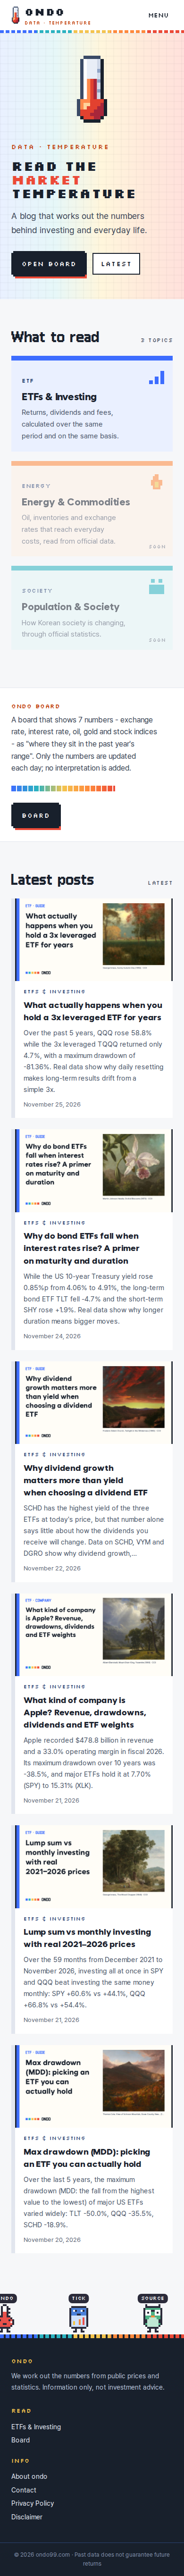 ONDO
DATA · TEMPERATURE
MENU
DATA · TEMPERATURE
READ THE
MARKET
TEMPERATURE
A blog that works out the numbers
behind investing and everyday life.
OPEN BOARD
LATEST
What to read
3 TOPICS
ETF
ETFs & Investing
Returns, dividends and fees,
calculated over the same
period and on the same basis.
ENERGY
Energy & Commodities
Oil, inventories and exchange
rates that may reach everyday
costs, read from official data.
SOON
SOCIETY
Population & Society
How Korean society is changing,
through official statistics.
SOON
ONDO BOARD
A board that shows 7 numbers - exchange
rate, interest rates, oil, gold and stock indices
- as "where they sit in the past year's
range". Only the numbers are updated
each day; no interpretation is added.
BOARD
Latest posts
LATEST
ETF · GUIDE
What actually
happens when you
hold a 3x leveraged
ETF for years
ONDO
ETFS & INVESTING
What actually happens when you
hold a 3x leveraged ETF for years
Over the past 5 years, QQQ rose 58.8%
while the 3x leveraged TQQQ returned only
4.7%, with a maximum drawdown of
-81.36%. Real data show why daily resetting
makes long-term results drift from a
simple 3x.
November 25, 2026
ETF · GUIDE
Why do bond ETFs
fall when interest
rates rise? A primer
on maturity and
duration
ONDO
ETFS & INVESTING
Why do bond ETFs fall when
interest rates rise? A primer
on maturity and duration
While the US 10-year Treasury yield rose
0.85%p from 4.06% to 4.91%, the long-term
bond ETF TLT fell -4.7% and the short-term
SHY rose +1.9%. Real data show why longer
duration means bigger moves.
November 24, 2026
ETF · GUIDE
Why dividend
growth matters more
than yield when
choosing a dividend
ETF
ONDO
ETFS & INVESTING
Why dividend growth
matters more than yield
when choosing a dividend ETF
SCHD has the highest yield of the three
ETFs at today's price, but that number alone
says little about how the dividends you
receive will change. Data on SCHD, VYM and
DGRO show why dividend growth,...
November 22, 2026
ETF · COMPANY
What kind of company
is Apple? Revenue,
drawdowns, dividends
and ETF weights
ONDO
ETFS & INVESTING
What kind of company is
Apple? Revenue, drawdowns,
dividends and ETF weights
Apple recorded $478.8 billion in revenue
and a 33.0% operating margin in fiscal 2026.
Its maximum drawdown over 10 years was
-38.5%, and major ETFs hold it at 7.70%
(SPY) to 15.31% (XLK).
November 21, 2026
ETF · GUIDE
Lump sum vs
monthly investing
with real
2021–2026 prices
ONDO
ETFS & INVESTING
Lump sum vs monthly investing
with real 2021–2026 prices
Over the 59 months from December 2021 to
November 2026, investing all at once in SPY
and QQQ beat investing the same money
monthly: SPY +60.6% vs +44.1%, QQQ
+66.8% vs +54.4%.
November 21, 2026
ETF · GUIDE
Max drawdown
(MDD): picking an
ETF you can
actually hold
ONDO
ETFS & INVESTING
Max drawdown (MDD): picking
an ETF you can actually hold
Over the last 5 years, the maximum
drawdown (MDD: the fall from the highest
value to the lowest) of major US ETFs
varied widely: TLT -50.0%, QQQ -35.5%,
SCHD -18.9%.
November 20, 2026
TICK
SOURCE
ONDO
We work out the numbers from public prices and
statistics. Information only, not investment advice.
READ
ETFs & Investing
Board
INFO
About ondo
Contact
Privacy Policy
Disclaimer
© 2026 ondo99.com · Past data does not guarantee future
returns